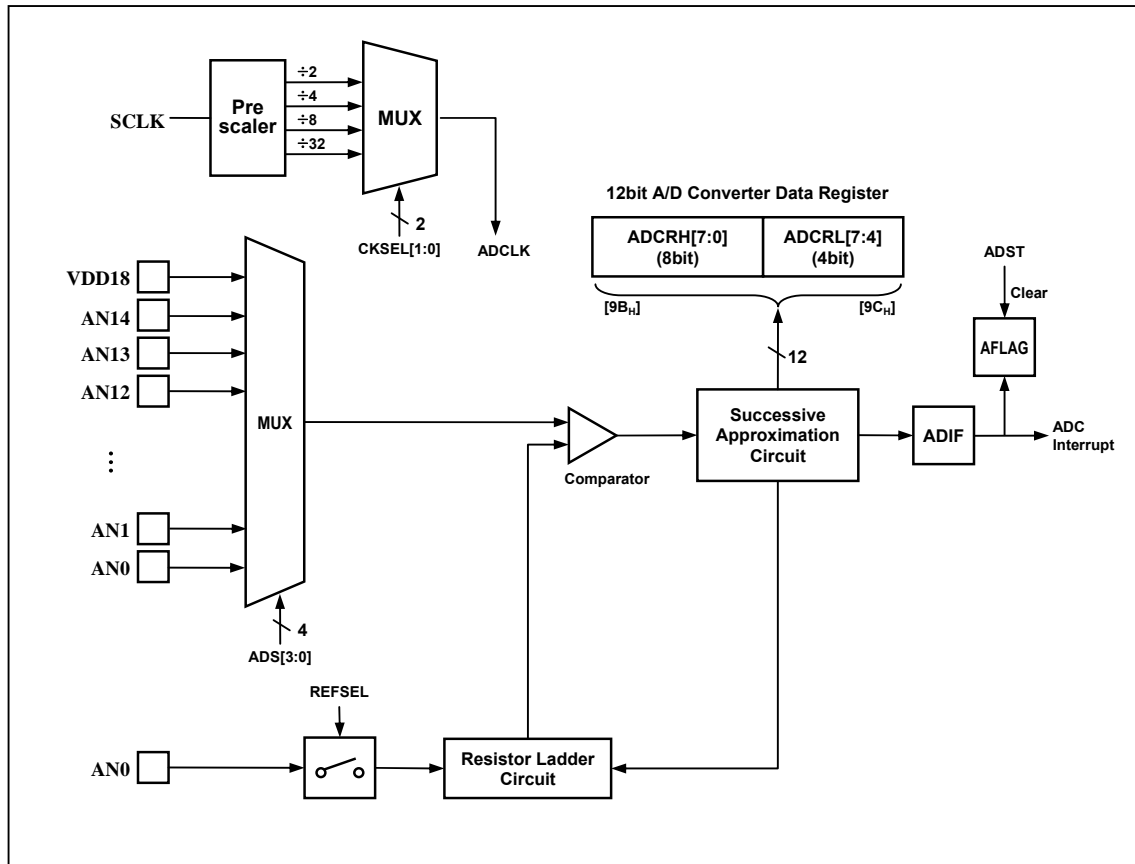 ÷2
÷4
÷8
÷32
SCLK
Pre
scaler
MUX
2
CKSEL[1:0]
ADCLK
12bit A/D Converter Data Register
ADCRH[7:0]
(8bit)
ADCRL[7:4]
(4bit)
[9BH]
[9CH]
12
ADST
Clear
AFLAG
VDD18
AN14
AN13
AN12
...
AN1
AN0
MUX
4
ADS[3:0]
Comparator
Successive
Approximation
Circuit
ADIF
ADC
Interrupt
REFSEL
AN0
Resistor Ladder
Circuit